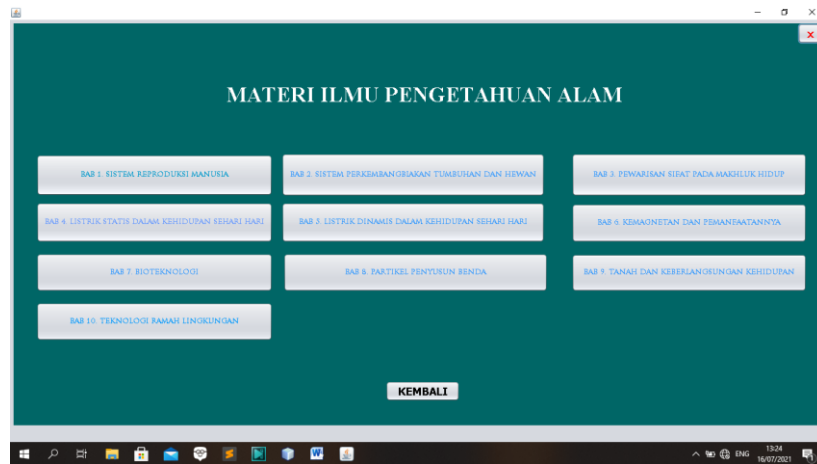 MATERI ILMU PENGETAHUAN ALAM
BAB 1. SISTEM REPRODUKSI MANUSIA
BAB 2. SISTEM PERKEMBANGBIAKAN TUMBUHAN DAN HEWAN
BAB 3. PEWARISAN SIFAT PADA MAKHLUK HIDUP
BAB 4. LISTRIK STATIS DALAM KEHIDUPAN SEHARI HARI
BAB 5. LISTRIK DINAMIS DALAM KEHIDUPAN SEHARI HARI
BAB 6. KEMAGNETAN DAN PEMANFAATANNYA
BAB 7. BIOTEKNOLOGI
BAB 8. PARTIKEL PENYUSUN BENDA
BAB 9. TANAH DAN KEBERLANGSUNGAN KEHIDUPAN
BAB 10. TEKNOLOGI RAMAH LINGKUNGAN
KEMBALI
ENG
13:24
16/07/2021